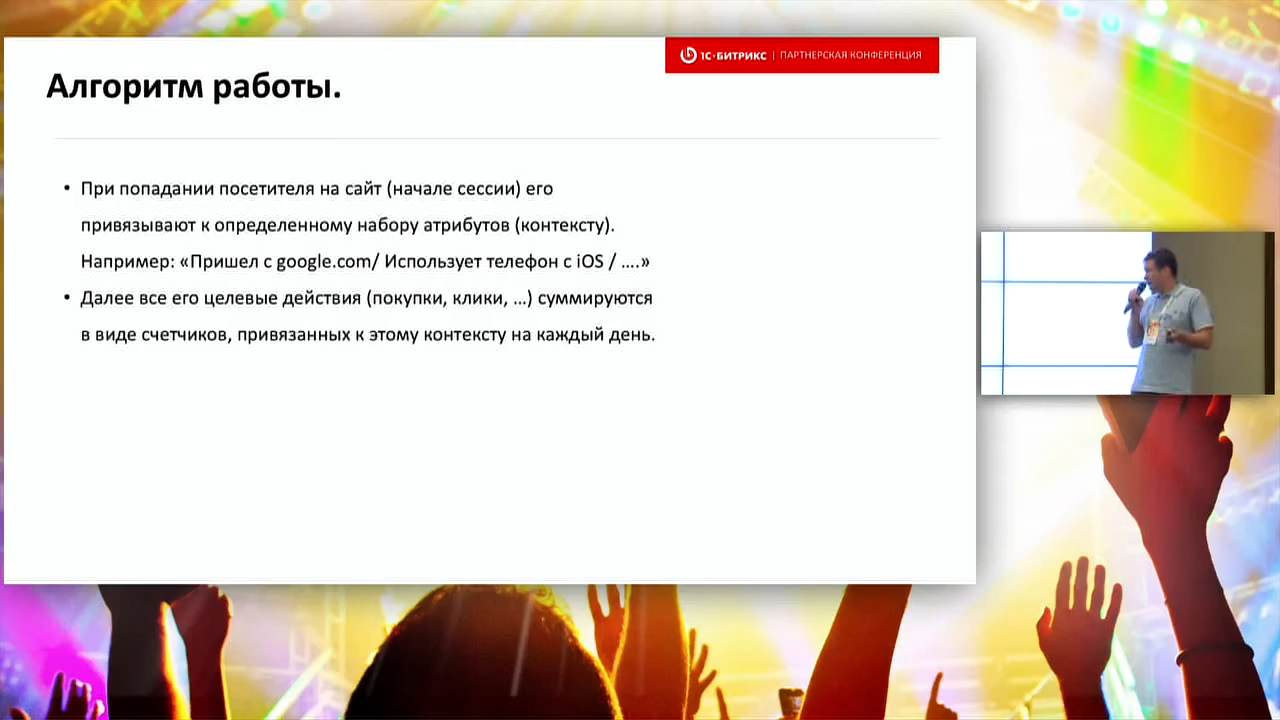 1С-БИТРИКС | ПАРТНЕРСКАЯ КОНФЕРЕНЦИЯ
Алгоритм работы.
• При попадании посетителя на сайт (начале сессии) его
привязывают к определенному набору атрибутов (контексту).
Например: «Пришел с google.com/ Использует телефон с iOS / ....»
• Далее все его целевые действия (покупки, клики, …) суммируются
в виде счетчиков, привязанных к этому контексту на каждый день.